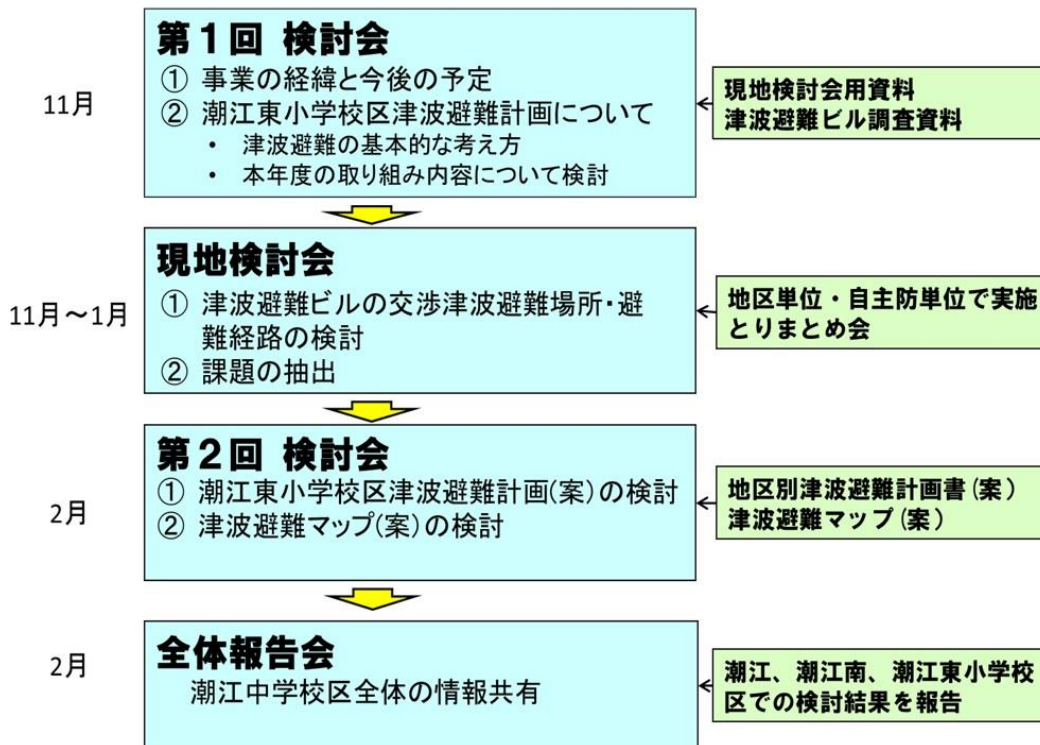 第1回 検討会
① 事業の経緯と今後の予定
② 潮江東小学校区津波避難計画について
• 津波避難の基本的な考え方
• 本年度の取り組み内容について検討
11月
現地検討会用資料
津波避難ビル調査資料
現地検討会
① 津波避難ビルの交渉津波避難場所・避
難経路の検討
② 課題の抽出
11月～1月
地区単位・自主防単位で実施
とりまとめ会
第2回 検討会
① 潮江東小学校区津波避難計画(案)の検討
② 津波避難マップ(案)の検討
2月
地区別津波避難計画書(案)
津波避難マップ(案)
全体報告会
潮江中学校区全体の情報共有
2月
潮江、潮江南、潮江東小学校
区での検討結果を報告